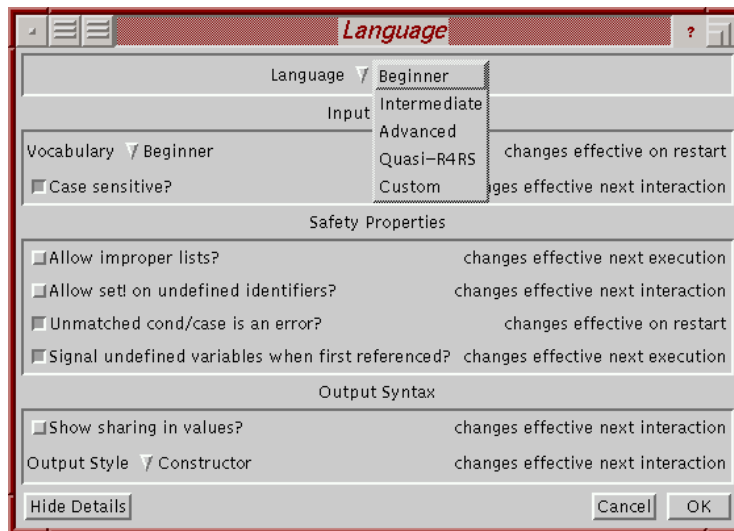 Language
?
Language Beginner
Intermediate
Advanced
Quasi-R4RS
Custom
Input
Vocabulary Beginner changes effective on restart
Case sensitive? ges effective next interaction
Safety Properties
Allow improper lists? changes effective next execution
Allow set! on undefined identifiers? changes effective next interaction
Unmatched cond/case is an error? changes effective on restart
Signal undefined variables when first referenced? changes effective next execution
Output Syntax
Show sharing in values? changes effective next interaction
Output Style Constructor changes effective next interaction
Hide Details Cancel OK